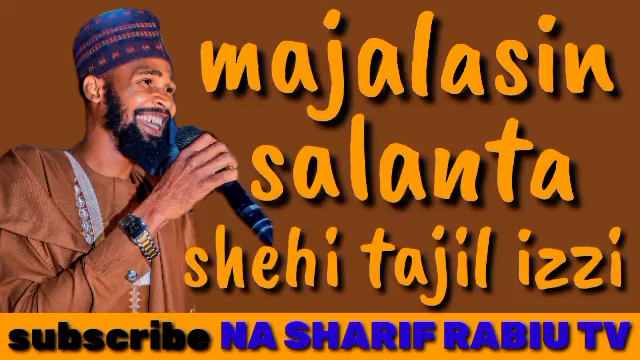 majalasin
salanta
shehi tajil izzi
subscribe NA SHARIF RABIU TV